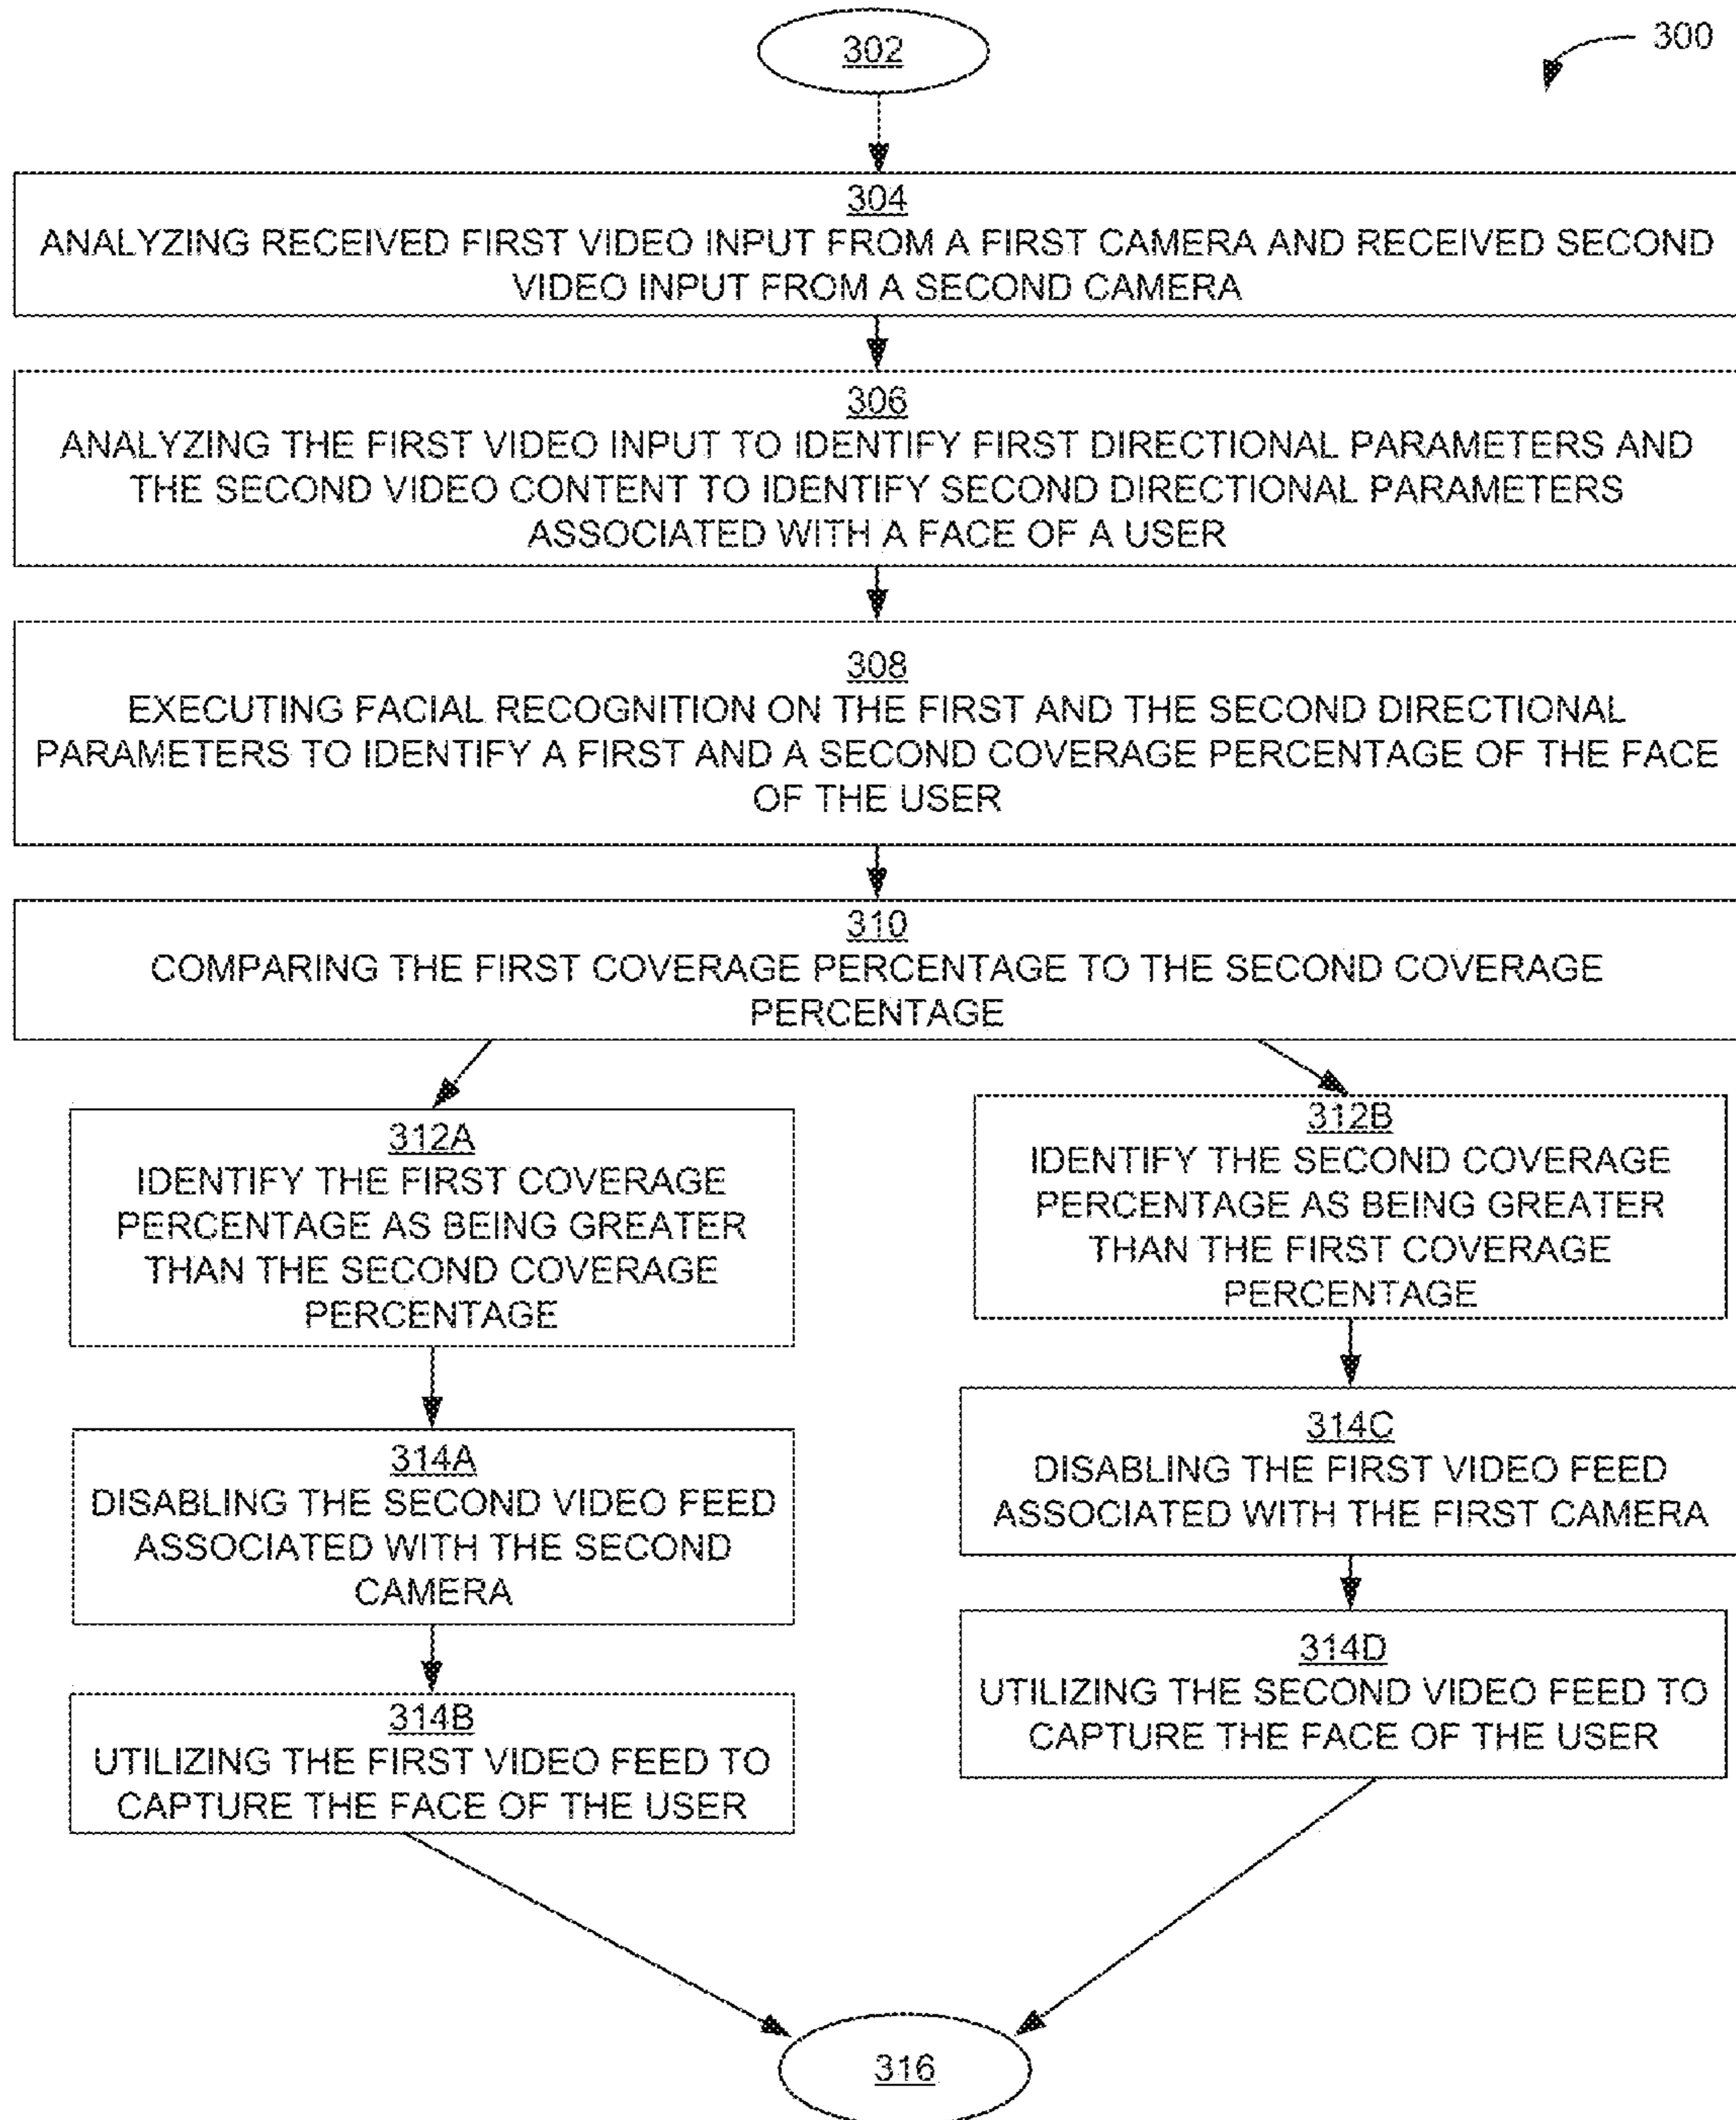 302
300
304
ANALYZING RECEIVED FIRST VIDEO INPUT FROM A FIRST CAMERA AND RECEIVED SECOND
VIDEO INPUT FROM A SECOND CAMERA
306
ANALYZING THE FIRST VIDEO INPUT TO IDENTIFY FIRST DIRECTIONAL PARAMETERS AND
THE SECOND VIDEO CONTENT TO IDENTIFY SECOND DIRECTIONAL PARAMETERS
ASSOCIATED WITH A FACE OF A USER
308
EXECUTING FACIAL RECOGNITION ON THE FIRST AND THE SECOND DIRECTIONAL
PARAMETERS TO IDENTIFY A FIRST AND A SECOND COVERAGE PERCENTAGE OF THE FACE
OF THE USER
310
COMPARING THE FIRST COVERAGE PERCENTAGE TO THE SECOND COVERAGE
PERCENTAGE
312A
IDENTIFY THE FIRST COVERAGE
PERCENTAGE AS BEING GREATER
THAN THE SECOND COVERAGE
PERCENTAGE
312B
IDENTIFY THE SECOND COVERAGE
PERCENTAGE AS BEING GREATER
THAN THE FIRST COVERAGE
PERCENTAGE
314A
DISABLING THE SECOND VIDEO FEED
ASSOCIATED WITH THE SECOND
CAMERA
314C
DISABLING THE FIRST VIDEO FEED
ASSOCIATED WITH THE FIRST CAMERA
314B
UTILIZING THE FIRST VIDEO FEED TO
CAPTURE THE FACE OF THE USER
314D
UTILIZING THE SECOND VIDEO FEED TO
CAPTURE THE FACE OF THE USER
316